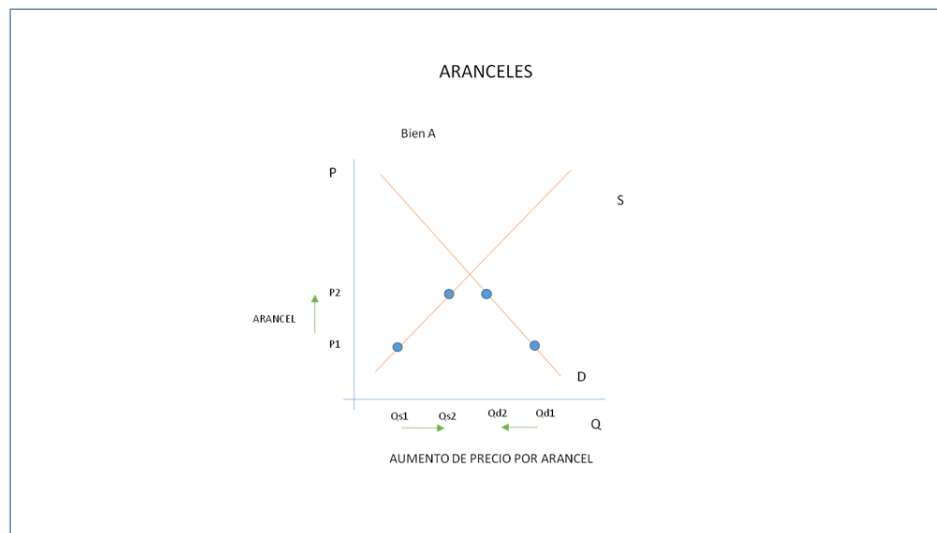 ARANCELES
Bien A
P
S
P2
ARANCEL
P1
D
Qs1 Qs2 Qd2 Qd1
Q
AUMENTO DE PRECIO POR ARANCEL